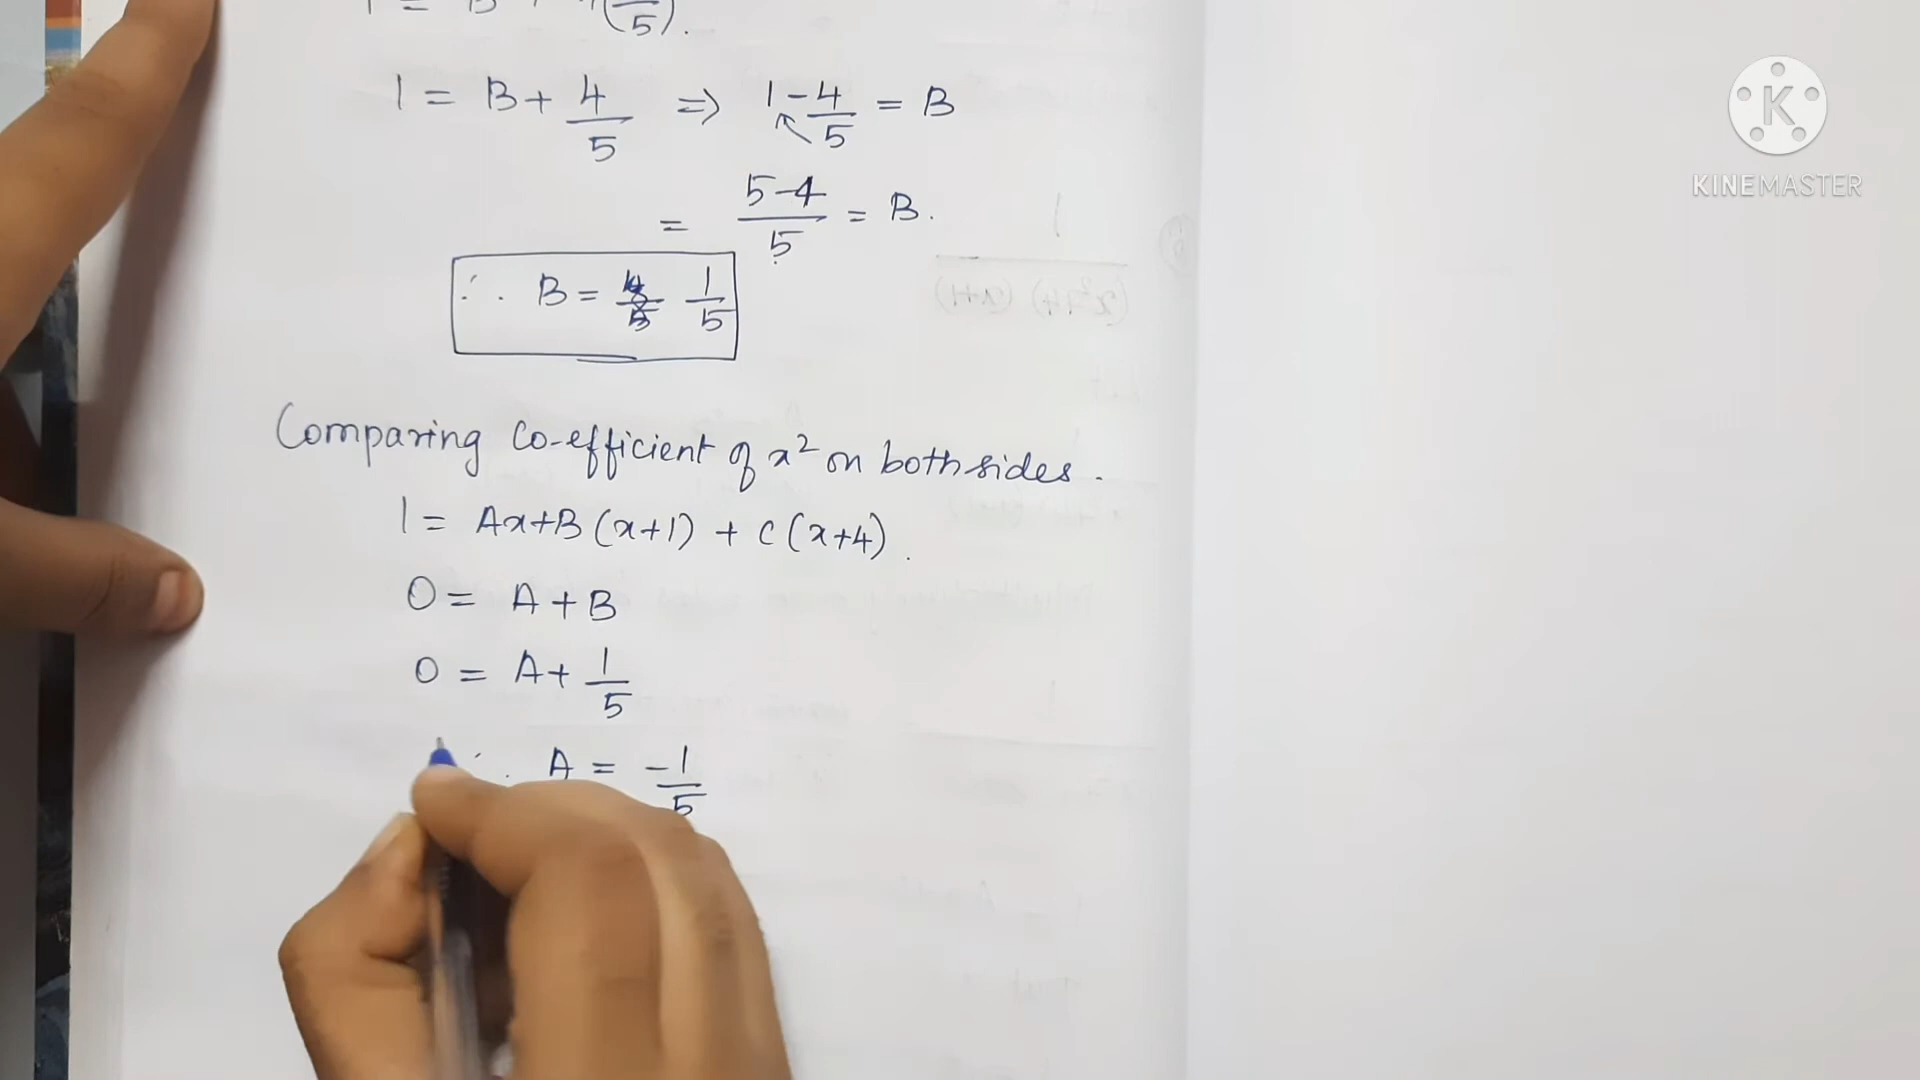 1 = B + 4/5 ⇒ 1 - 4/5 = B
= 5-4/5 = B.
∴ B = 1/5
Comparing Co-efficient of x² on both sides.
1 = Ax+B (x+1) + C (x+4).
0 = A + B
0 = A + 1/5
∴ A = -1/5
K
KINEMASTER